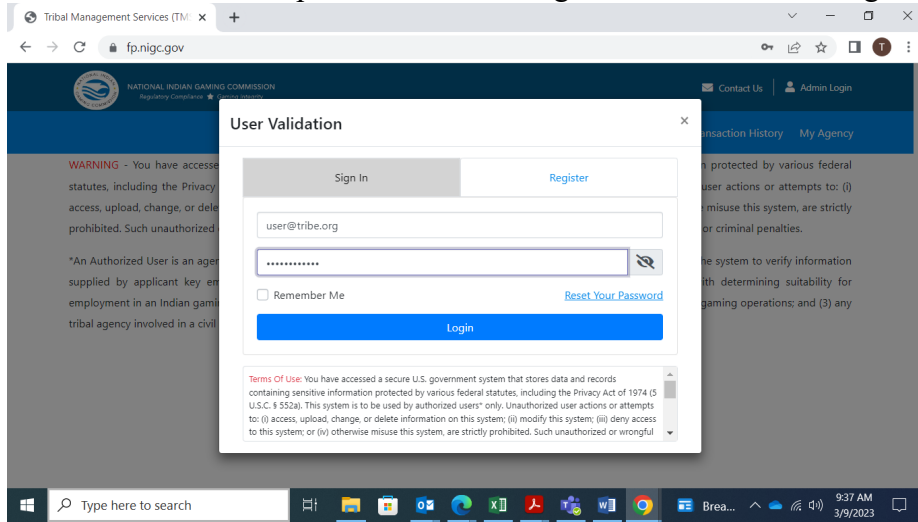 Tribal Management Services (TM
fp.nigc.gov
T
NATIONAL INDIAN GAMING COMMISSION
Regulatory Compliance ★ Gaming Integrity
Contact Us
Admin Login
ansaction History My Agency
User Validation
×
WARNING - You have accesse
statutes, including the Privacy
access, upload, change, or dele
prohibited. Such unauthorized
*An Authorized User is an ager
supplied by applicant key em
employment in an Indian gami
tribal agency involved in a civil
n protected by various federal
user actions or attempts to: (i)
misuse this system, are strictly
or criminal penalties.
he system to verify information
ith determining suitability for
gaming operations; and (3) any
Sign In
Register
user@tribe.org
••••••••••••
Remember Me
Reset Your Password
Login
Terms Of Use: You have accessed a secure U.S. government system that stores data and records
containing sensitive information protected by various federal statutes, including the Privacy Act of 1974 (5
U.S.C. § 552a). This system is to be used by authorized users* only. Unauthorized user actions or attempts
to: (i) access, upload, change, or delete information on this system; (ii) modify this system; (iii) deny access
to this system; or (iv) otherwise misuse this system, are strictly prohibited. Such unauthorized or wrongful
Type here to search
Brea...
9:37 AM
3/9/2023